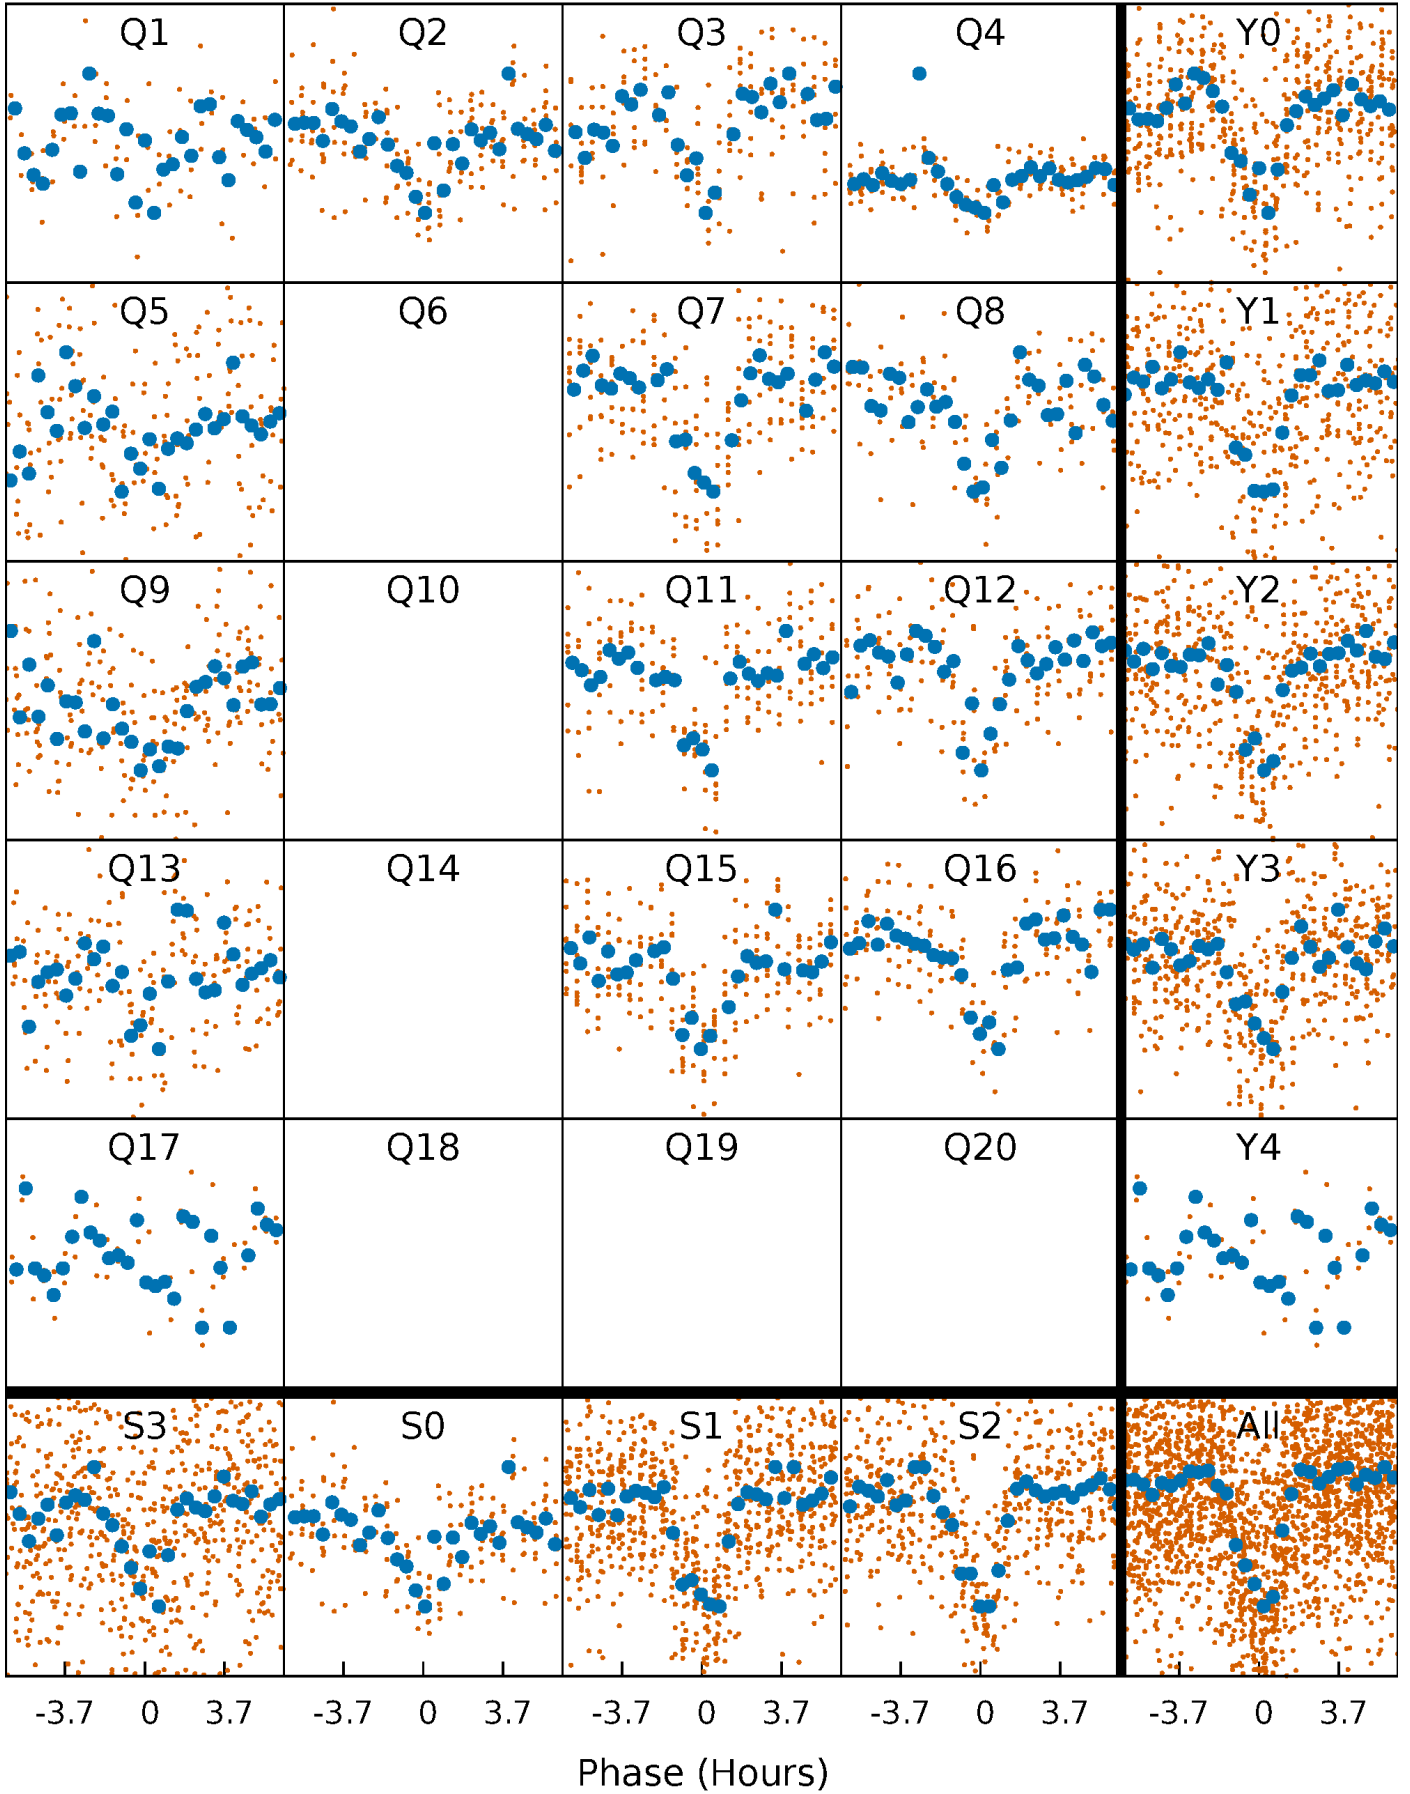 Q1 Q2 Q3 Q4 Y0
Q5 Q6 Q7 Q8 Y1
Q9 Q10 Q11 Q12 Y2
Q13 Q14 Q15 Q16 Y3
Q17 Q18 Q19 Q20 Y4
S3 S0 S1 S2 All
-3.7 0 3.7 -3.7 0 3.7 -3.7 0 3.7 -3.7 0 3.7 -3.7 0 3.7
Phase (Hours)